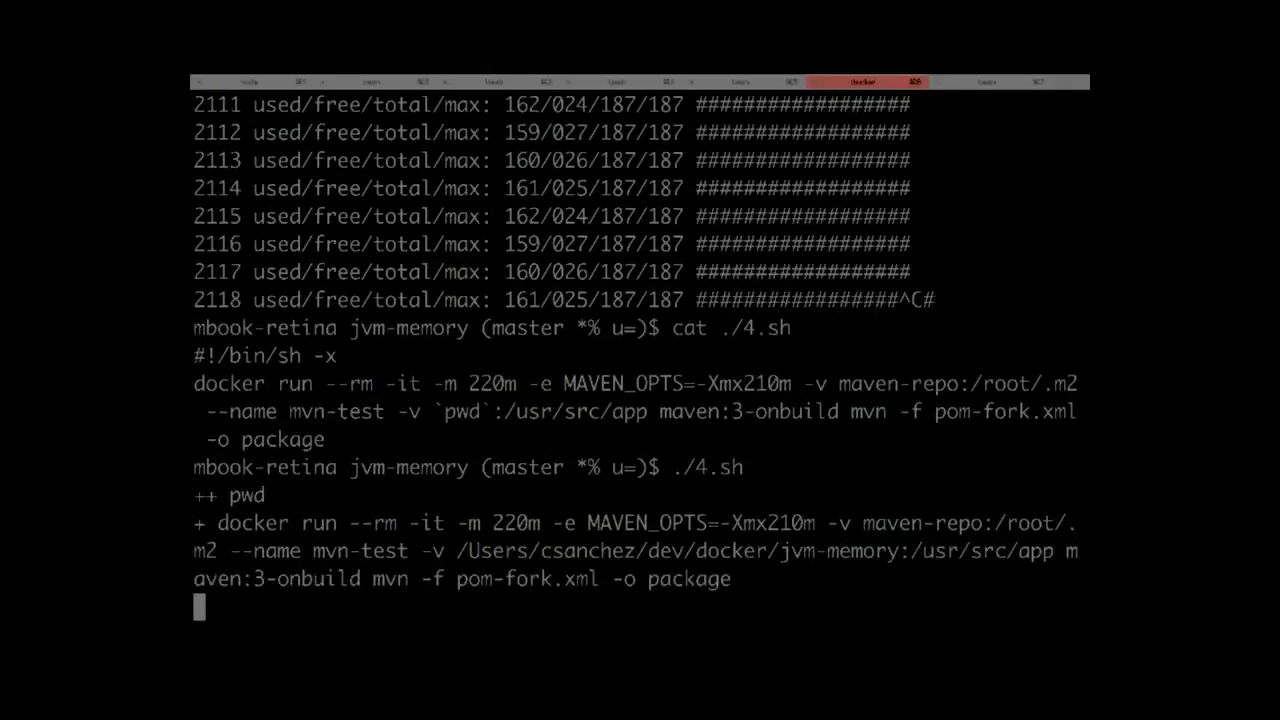 2111 used/free/total/max: 162/024/187/187 ##################
2112 used/free/total/max: 159/027/187/187 ##################
2113 used/free/total/max: 160/026/187/187 ##################
2114 used/free/total/max: 161/025/187/187 ##################
2115 used/free/total/max: 162/024/187/187 ##################
2116 used/free/total/max: 159/027/187/187 ##################
2117 used/free/total/max: 160/026/187/187 ##################
2118 used/free/total/max: 161/025/187/187 #################^C#
mbook-retina jvm-memory (master *% u=)$ cat ./4.sh
#!/bin/sh -x
docker run --rm -it -m 220m -e MAVEN_OPTS=-Xmx210m -v maven-repo:/root/.m2
--name mvn-test -v `pwd`:/usr/src/app maven:3-onbuild mvn -f pom-fork.xml
-o package
mbook-retina jvm-memory (master *% u=)$ ./4.sh
++ pwd
+ docker run --rm -it -m 220m -e MAVEN_OPTS=-Xmx210m -v maven-repo:/root/.
m2 --name mvn-test -v /Users/csanchez/dev/docker/jvm-memory:/usr/src/app m
aven:3-onbuild mvn -f pom-fork.xml -o package